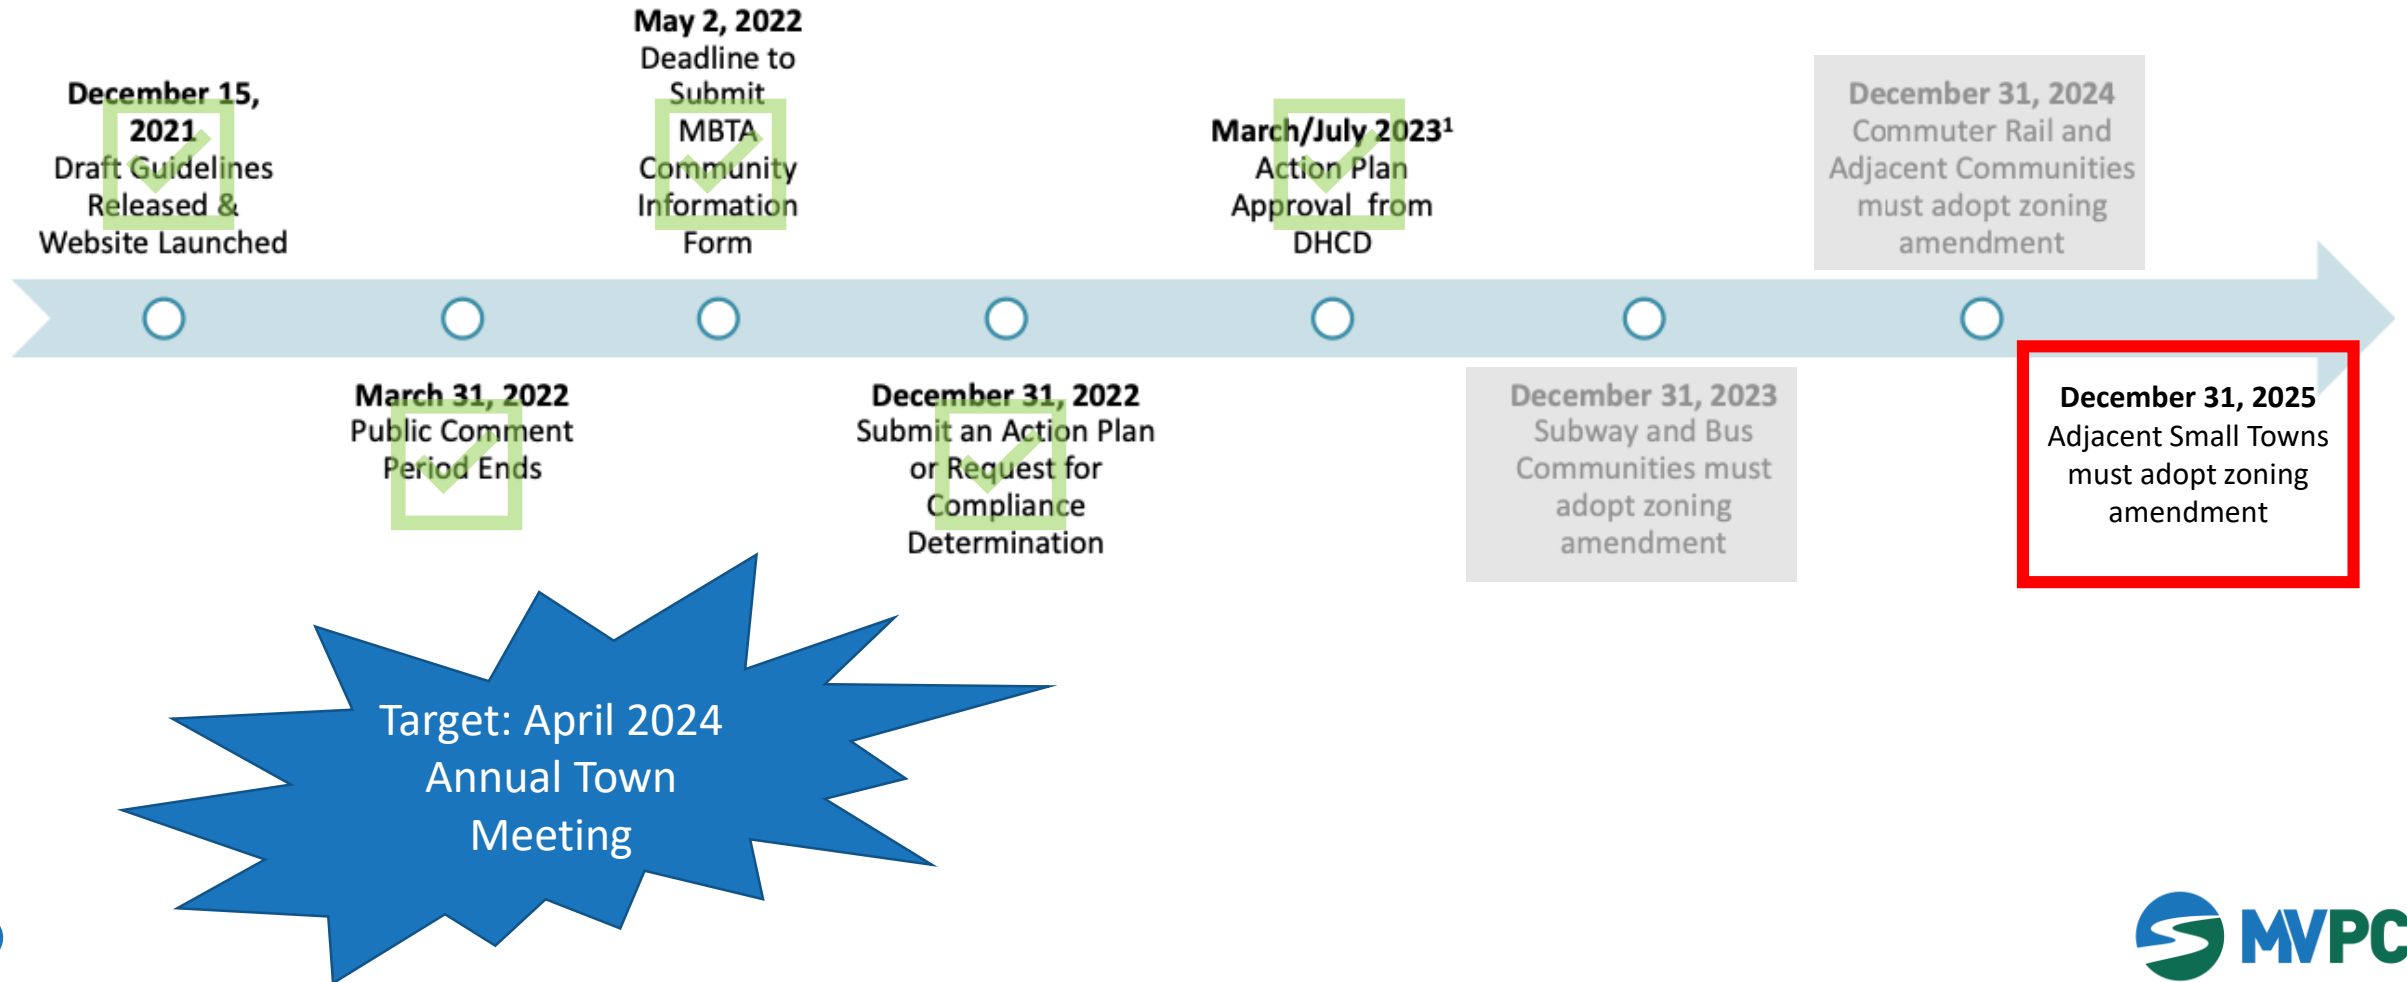 December 15,
2021
Draft Guidelines
Released &
Website Launched
May 2, 2022
Deadline to
Submit
MBTA
Community
Information
Form
March/July 2023¹
Action Plan
Approval from
DHCD
December 31, 2024
Commuter Rail and
Adjacent Communities
must adopt zoning
amendment
March 31, 2022
Public Comment
Period Ends
December 31, 2022
Submit an Action Plan
or Request for
Compliance
Determination
December 31, 2023
Subway and Bus
Communities must
adopt zoning
amendment
December 31, 2025
Adjacent Small Towns
must adopt zoning
amendment
Target: April 2024
Annual Town
Meeting
MVPC